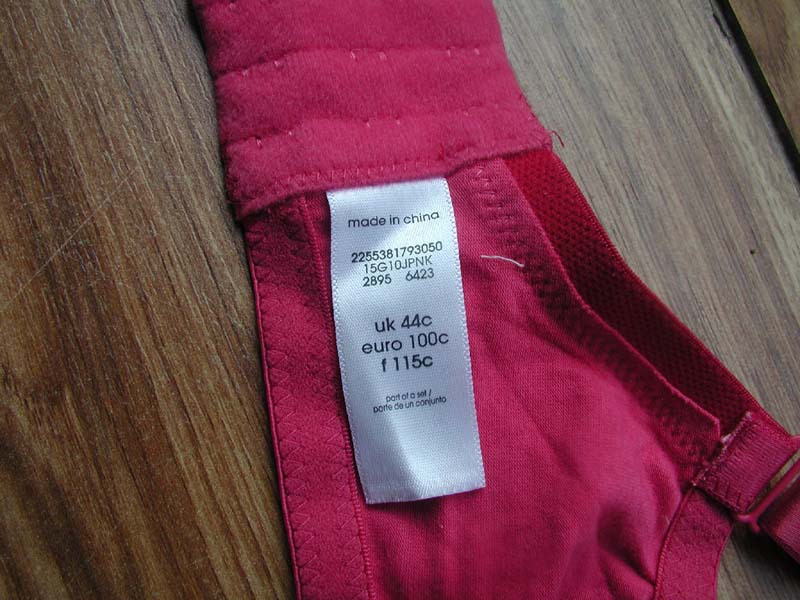 made in china
2255381793050
15G10JPNK
2895 6423
uk 44c
euro 100c
f 115c
part of a set /
parte de un conjunto